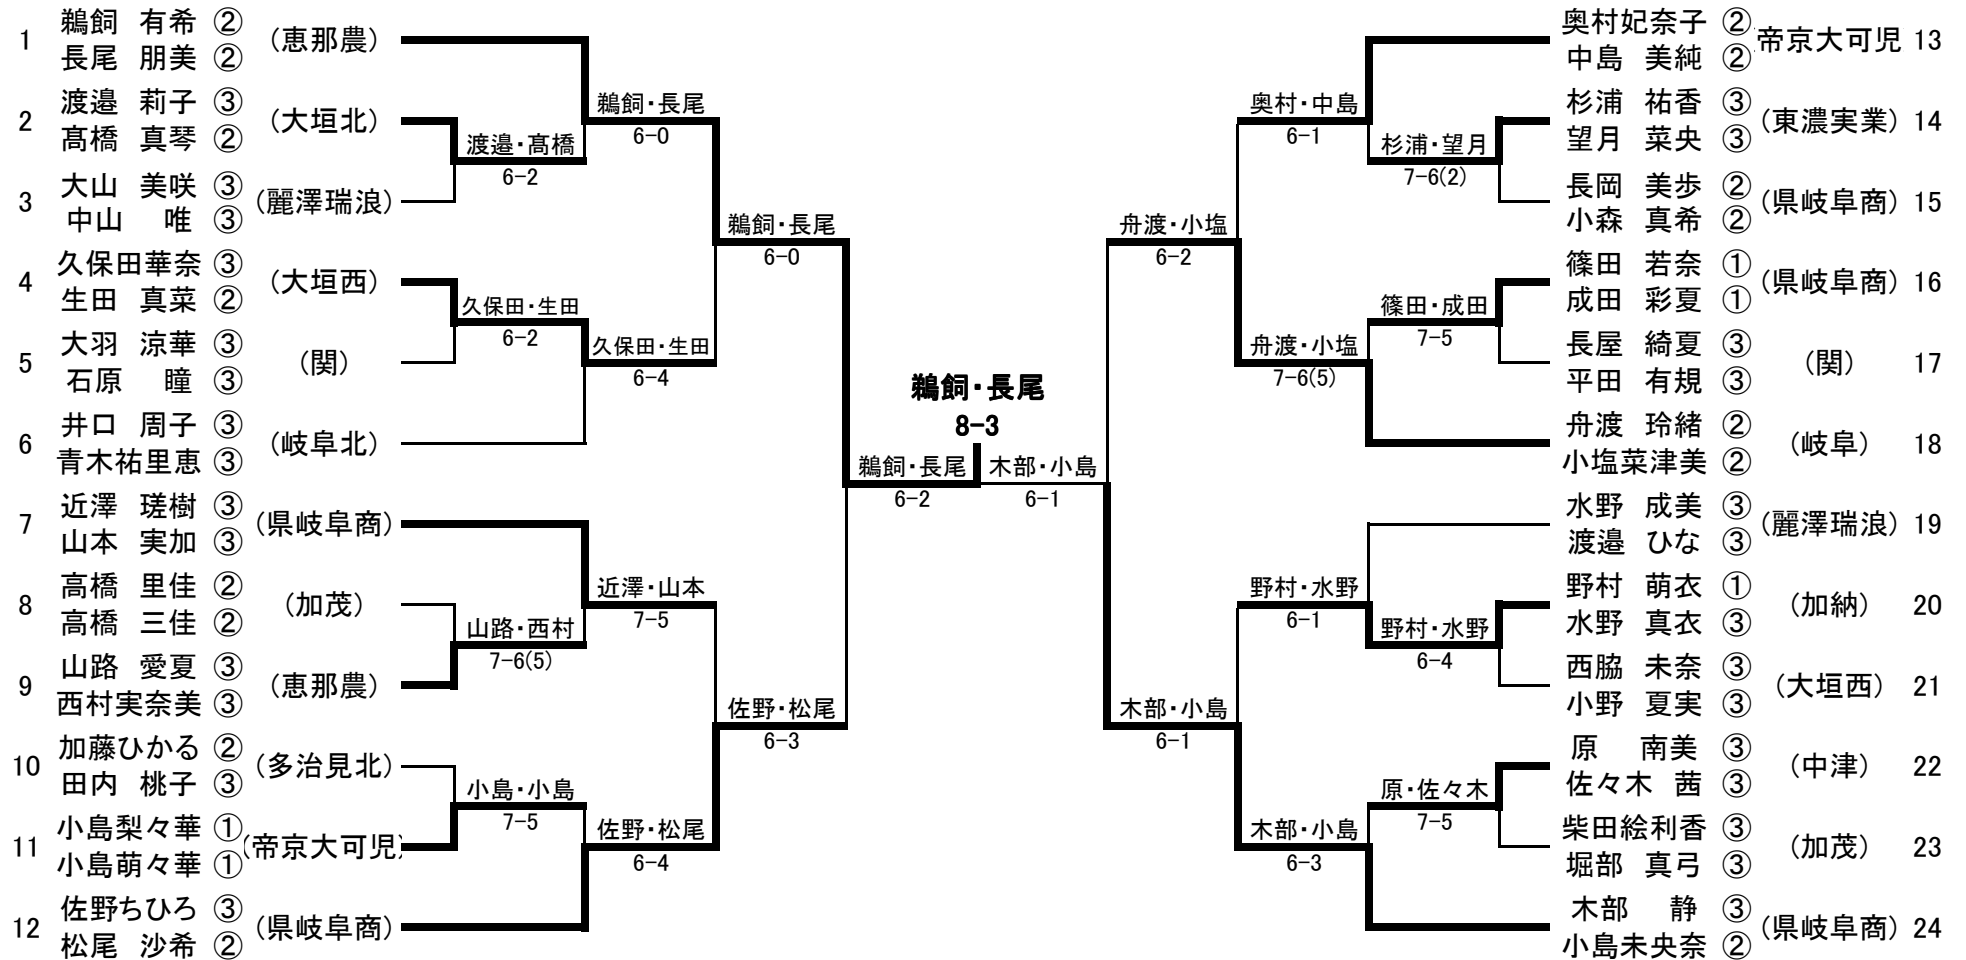 1 鵜飼 有希 ② (恵那農)
長尾 朋美 ②
2 渡邉 莉子 ③ (大垣北)
髙橋 真琴 ②
3 大山 美咲 ③ (麗澤瑞浪)
中山 唯 ③
4 久保田華奈 ③ (大垣西)
生田 真菜 ②
5 大羽 涼華 ③ (関)
石原 瞳 ③
6 井口 周子 ③ (岐阜北)
青木祐里恵 ③
7 近澤 瑳樹 ③ (県岐阜商)
山本 実加 ③
8 高橋 里佳 ② (加茂)
高橋 三佳 ②
9 山路 愛夏 ③ (恵那農)
西村実奈美 ③
10 加藤ひかる ② (多治見北)
田内 桃子 ③
11 小島梨々華 ① (帝京大可児)
小島萌々華 ①
12 佐野ちひろ ③ (県岐阜商)
松尾 沙希 ②
渡邉・髙橋
6-2
久保田・生田
6-2
山路・西村
7-6(5)
小島・小島
7-5
鵜飼・長尾
6-0
久保田・生田
6-4
近澤・山本
7-5
佐野・松尾
6-4
鵜飼・長尾
6-0
佐野・松尾
6-3
鵜飼・長尾
6-2
鵜飼・長尾
8-3
木部・小島
6-1
舟渡・小塩
6-2
木部・小島
6-1
奥村・中島
6-1
舟渡・小塩
7-6(5)
野村・水野
6-1
木部・小島
6-3
杉浦・望月
7-6(2)
篠田・成田
7-5
野村・水野
6-4
原・佐々木
7-5
奥村妃奈子 ② 帝京大可児 13
中島 美純 ②
杉浦 祐香 ③ (東濃実業) 14
望月 菜央 ③
長岡 美歩 ② (県岐阜商) 15
小森 真希 ②
篠田 若奈 ① (県岐阜商) 16
成田 彩夏 ①
長屋 綺夏 ③ (関) 17
平田 有規 ③
舟渡 玲緒 ② (岐阜) 18
小塩菜津美 ②
水野 成美 ③ (麗澤瑞浪) 19
渡邉 ひな ③
野村 萌衣 ① (加納) 20
水野 真衣 ③
西脇 未奈 ③ (大垣西) 21
小野 夏実 ③
原 南美 ③ (中津) 22
佐々木 茜 ③
柴田絵利香 ③ (加茂) 23
堀部 真弓 ③
木部 静 ③ (県岐阜商) 24
小島未央奈 ②